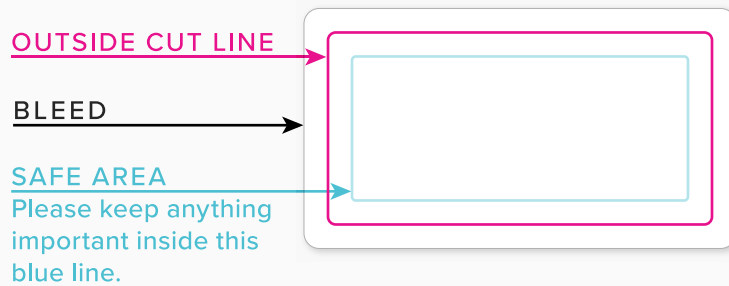 OUTSIDE CUT LINE
BLEED
SAFE AREA
Please keep anything
important inside this
blue line.